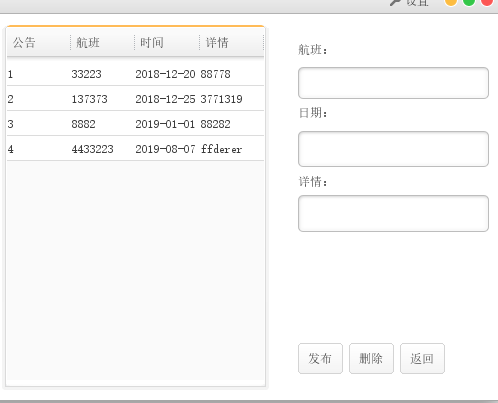 设置
公告 航班 时间 详情
1 33223 2018-12-20 88778
2 137373 2018-12-25 3771319
3 8882 2019-01-01 88282
4 4433223 2019-08-07 ffderer
航班：
日期：
详情：
发布 删除 返回